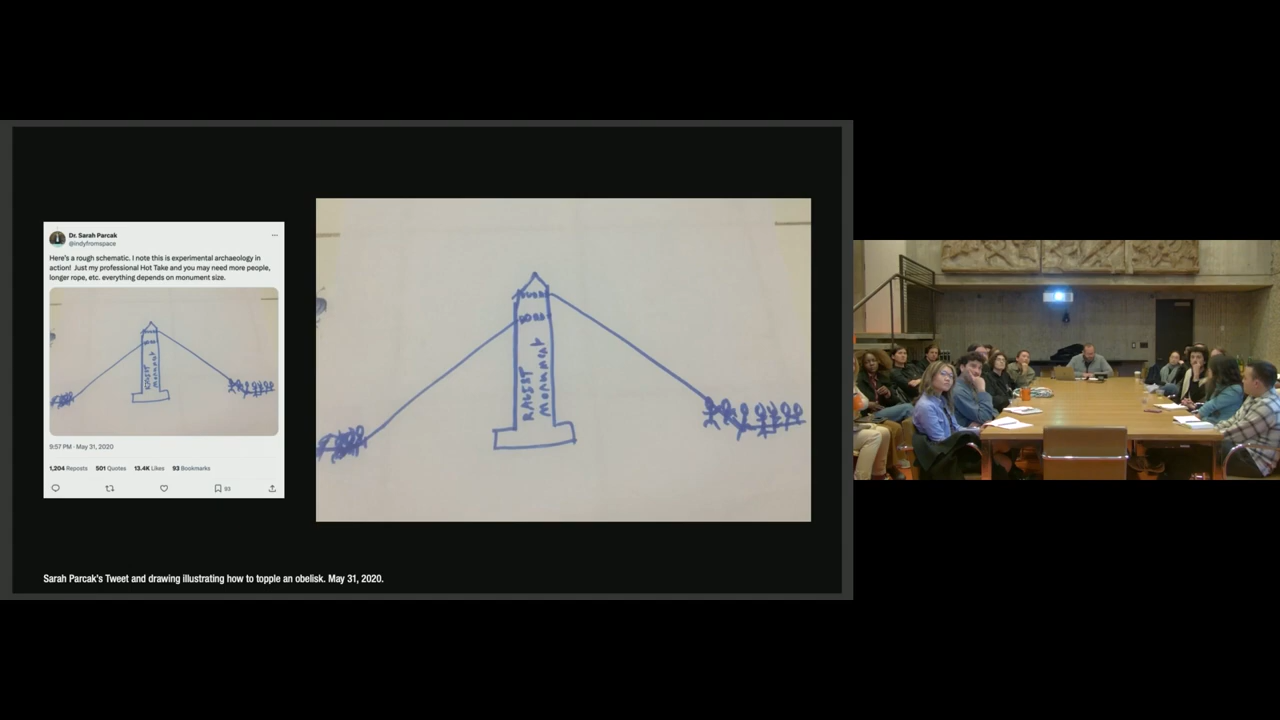 Dr. Sarah Parcak
@indyfromspace
Here's a rough schematic. I note this is experimental archaeology in
action! Just my professional Hot Take and you may need more people,
longer rope, etc. everything depends on monument size.
RACIST
MONUMENT
9:57 PM · May 31, 2020
1,204 Reposts 501 Quotes 13.4K Likes 93 Bookmarks
93
RACIST
MONUMENT
Sarah Parcak's Tweet and drawing illustrating how to topple an obelisk. May 31, 2020.